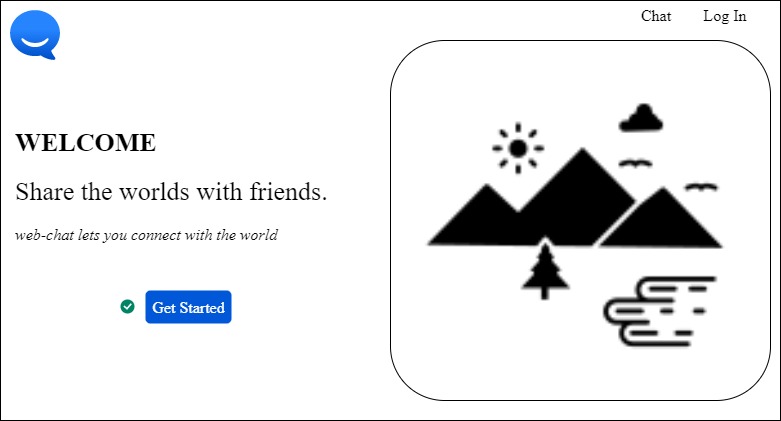 Chat Log In
WELCOME
Share the worlds with friends.
web-chat lets you connect with the world
Get Started